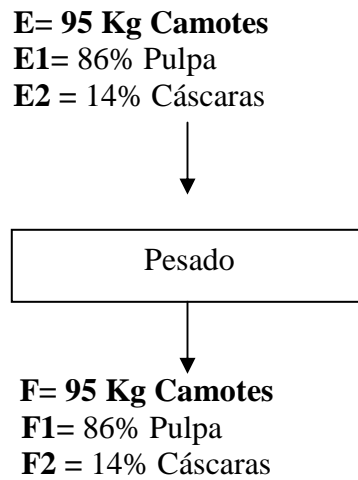 E= 95 Kg Camotes
E1= 86% Pulpa
E2 = 14% Cáscaras
Pesado
F= 95 Kg Camotes
F1= 86% Pulpa
F2 = 14% Cáscaras